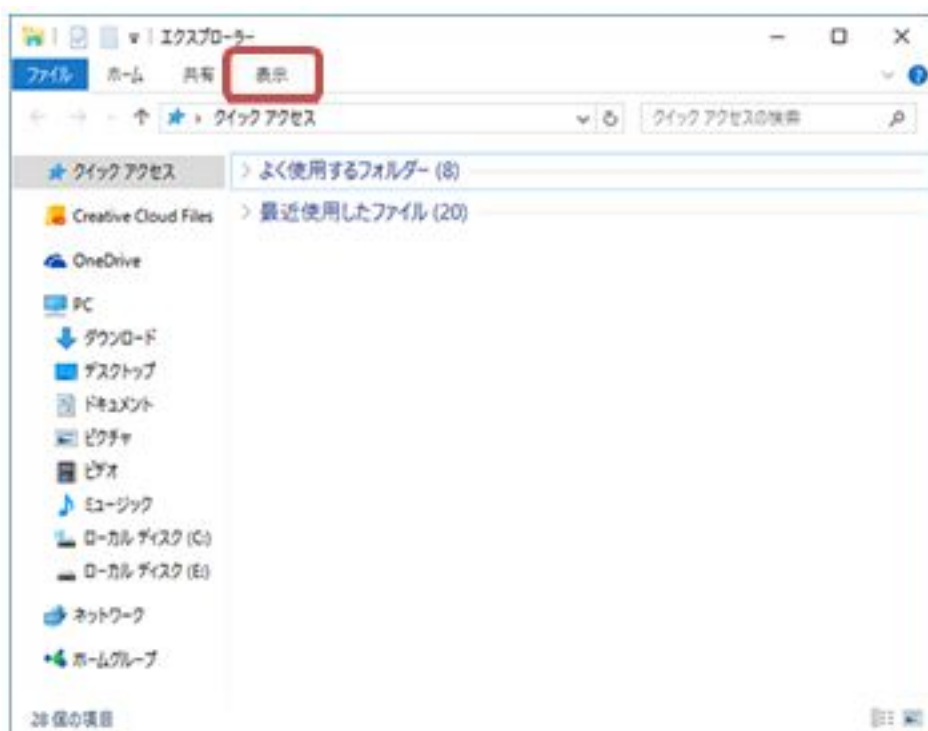 エクスプローラー
ファイル ホーム 共有 表示
クイック アクセス クイック アクセスの検索
クイック アクセス
Creative Cloud Files
OneDrive
PC
ダウンロード
デスクトップ
ドキュメント
ピクチャ
ビデオ
ミュージック
ローカル ディスク (C:)
ローカル ディスク (E:)
ネットワーク
ホームグループ
よく使用するフォルダー (8)
最近使用したファイル (20)
28 個の項目